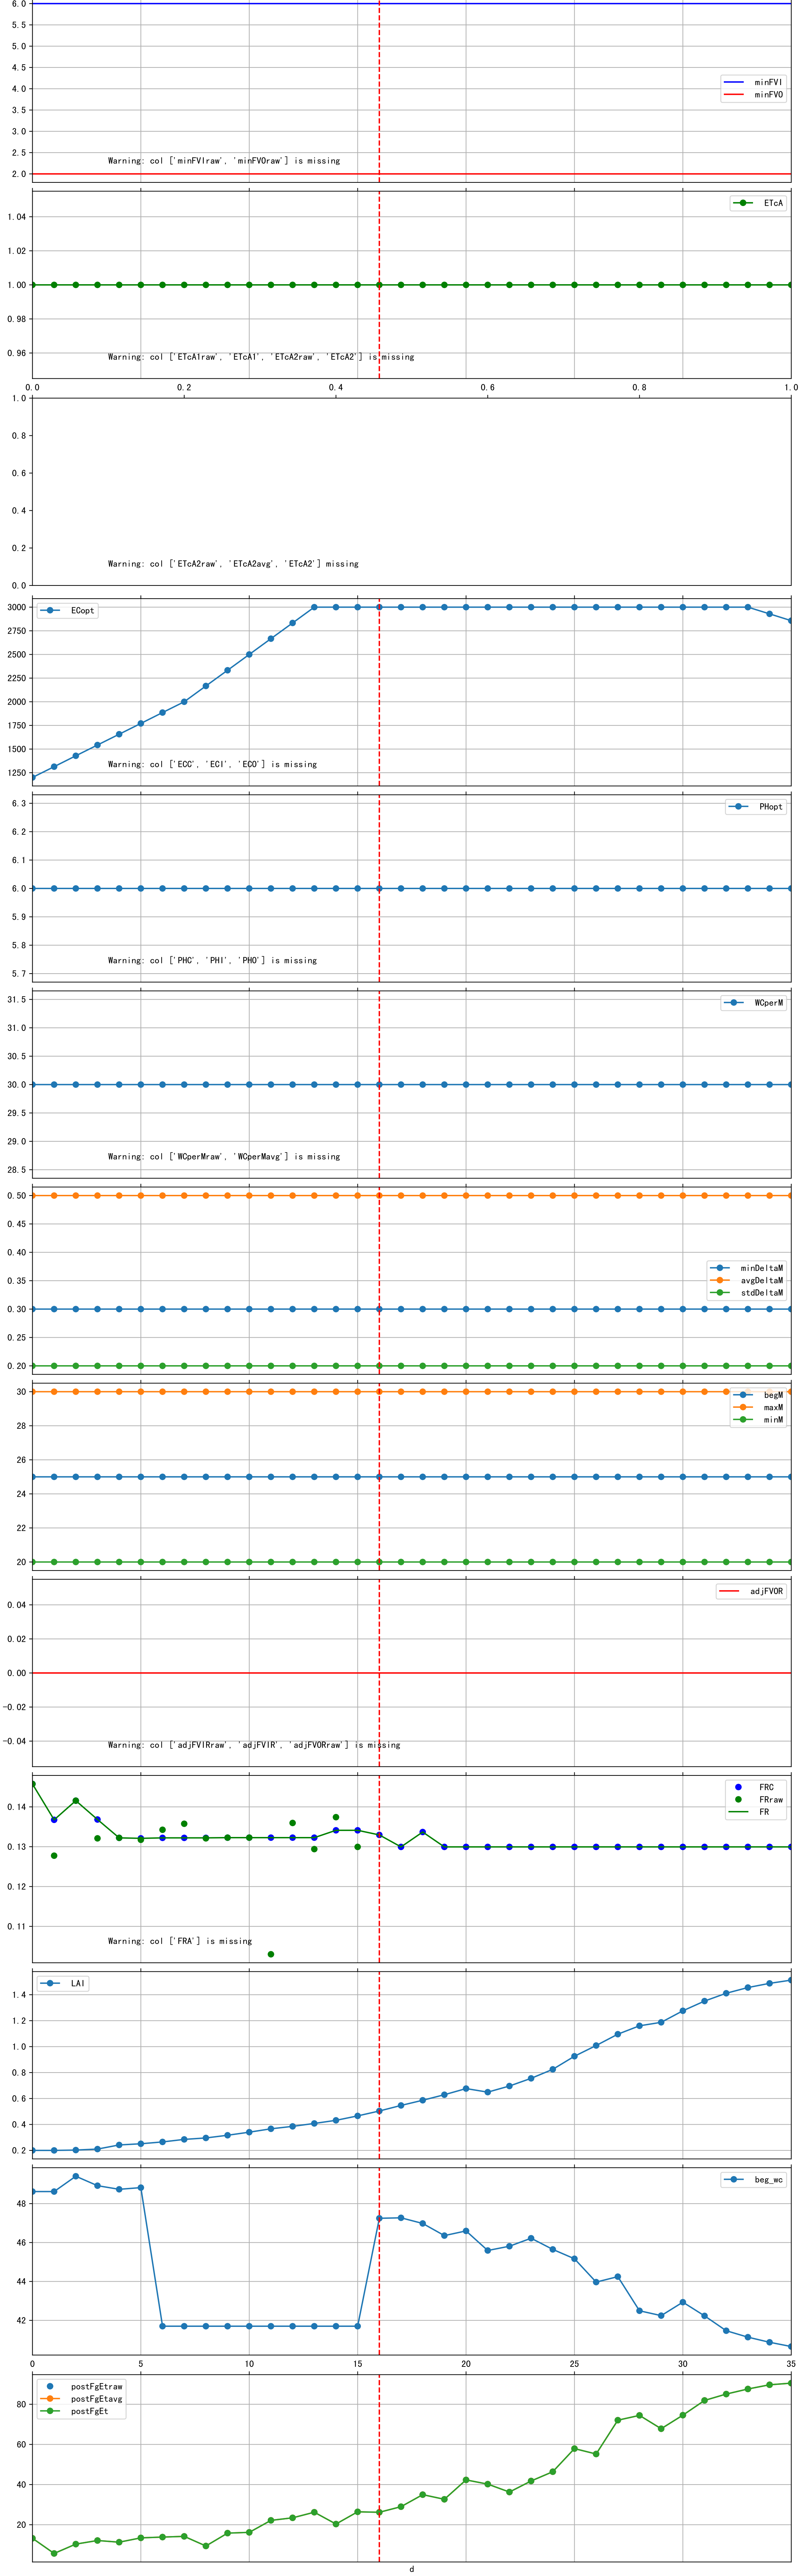 6.0
5.5
5.0
4.5
4.0
3.5
3.0
2.5
2.0
minFVI
minFVO
Warning: col ['minFVIraw', 'minFVOraw'] is missing
1.04
1.02
1.00
0.98
0.96
ETcA
Warning: col ['ETcA1raw', 'ETcA1', 'ETcA2raw', 'ETcA2'] is missing
0.0 0.2 0.4 0.6 0.8 1.0
1.0
0.8
0.6
0.4
0.2
0.0
Warning: col ['ETcA2raw', 'ETcA2avg', 'ETcA2'] missing
3000
2750
2500
2250
2000
1750
1500
1250
ECopt
Warning: col ['ECC', 'ECI', 'ECO'] is missing
6.3
6.2
6.1
6.0
5.9
5.8
5.7
PHopt
Warning: col ['PHC', 'PHI', 'PHO'] is missing
31.5
31.0
30.5
30.0
29.5
29.0
28.5
WCperM
Warning: col ['WCperMraw', 'WCperMavg'] is missing
0.50
0.45
0.40
0.35
0.30
0.25
0.20
minDeltaM
avgDeltaM
stdDeltaM
30
28
26
24
22
20
begM
maxM
minM
0.04
0.02
0.00
-0.02
-0.04
adjFVOR
Warning: col ['adjFVIRraw', 'adjFVIR', 'adjFVORraw'] is missing
0.14
0.13
0.12
0.11
FRC
FRraw
FR
Warning: col ['FRA'] is missing
1.4
1.2
1.0
0.8
0.6
0.4
0.2
LAI
48
46
44
42
beg_wc
0 5 10 15 20 25 30 35
80
60
40
20
postFgEtraw
postFgEtavg
postFgEt
d